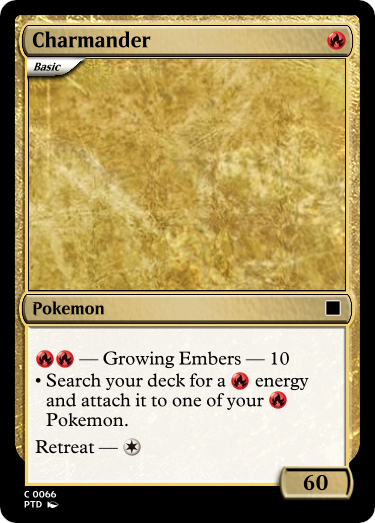 Charmander
Basic
Pokemon
— Growing Embers — 10
• Search your deck for a energy
and attach it to one of your
Pokemon.
Retreat —
60
C 0066
PTD